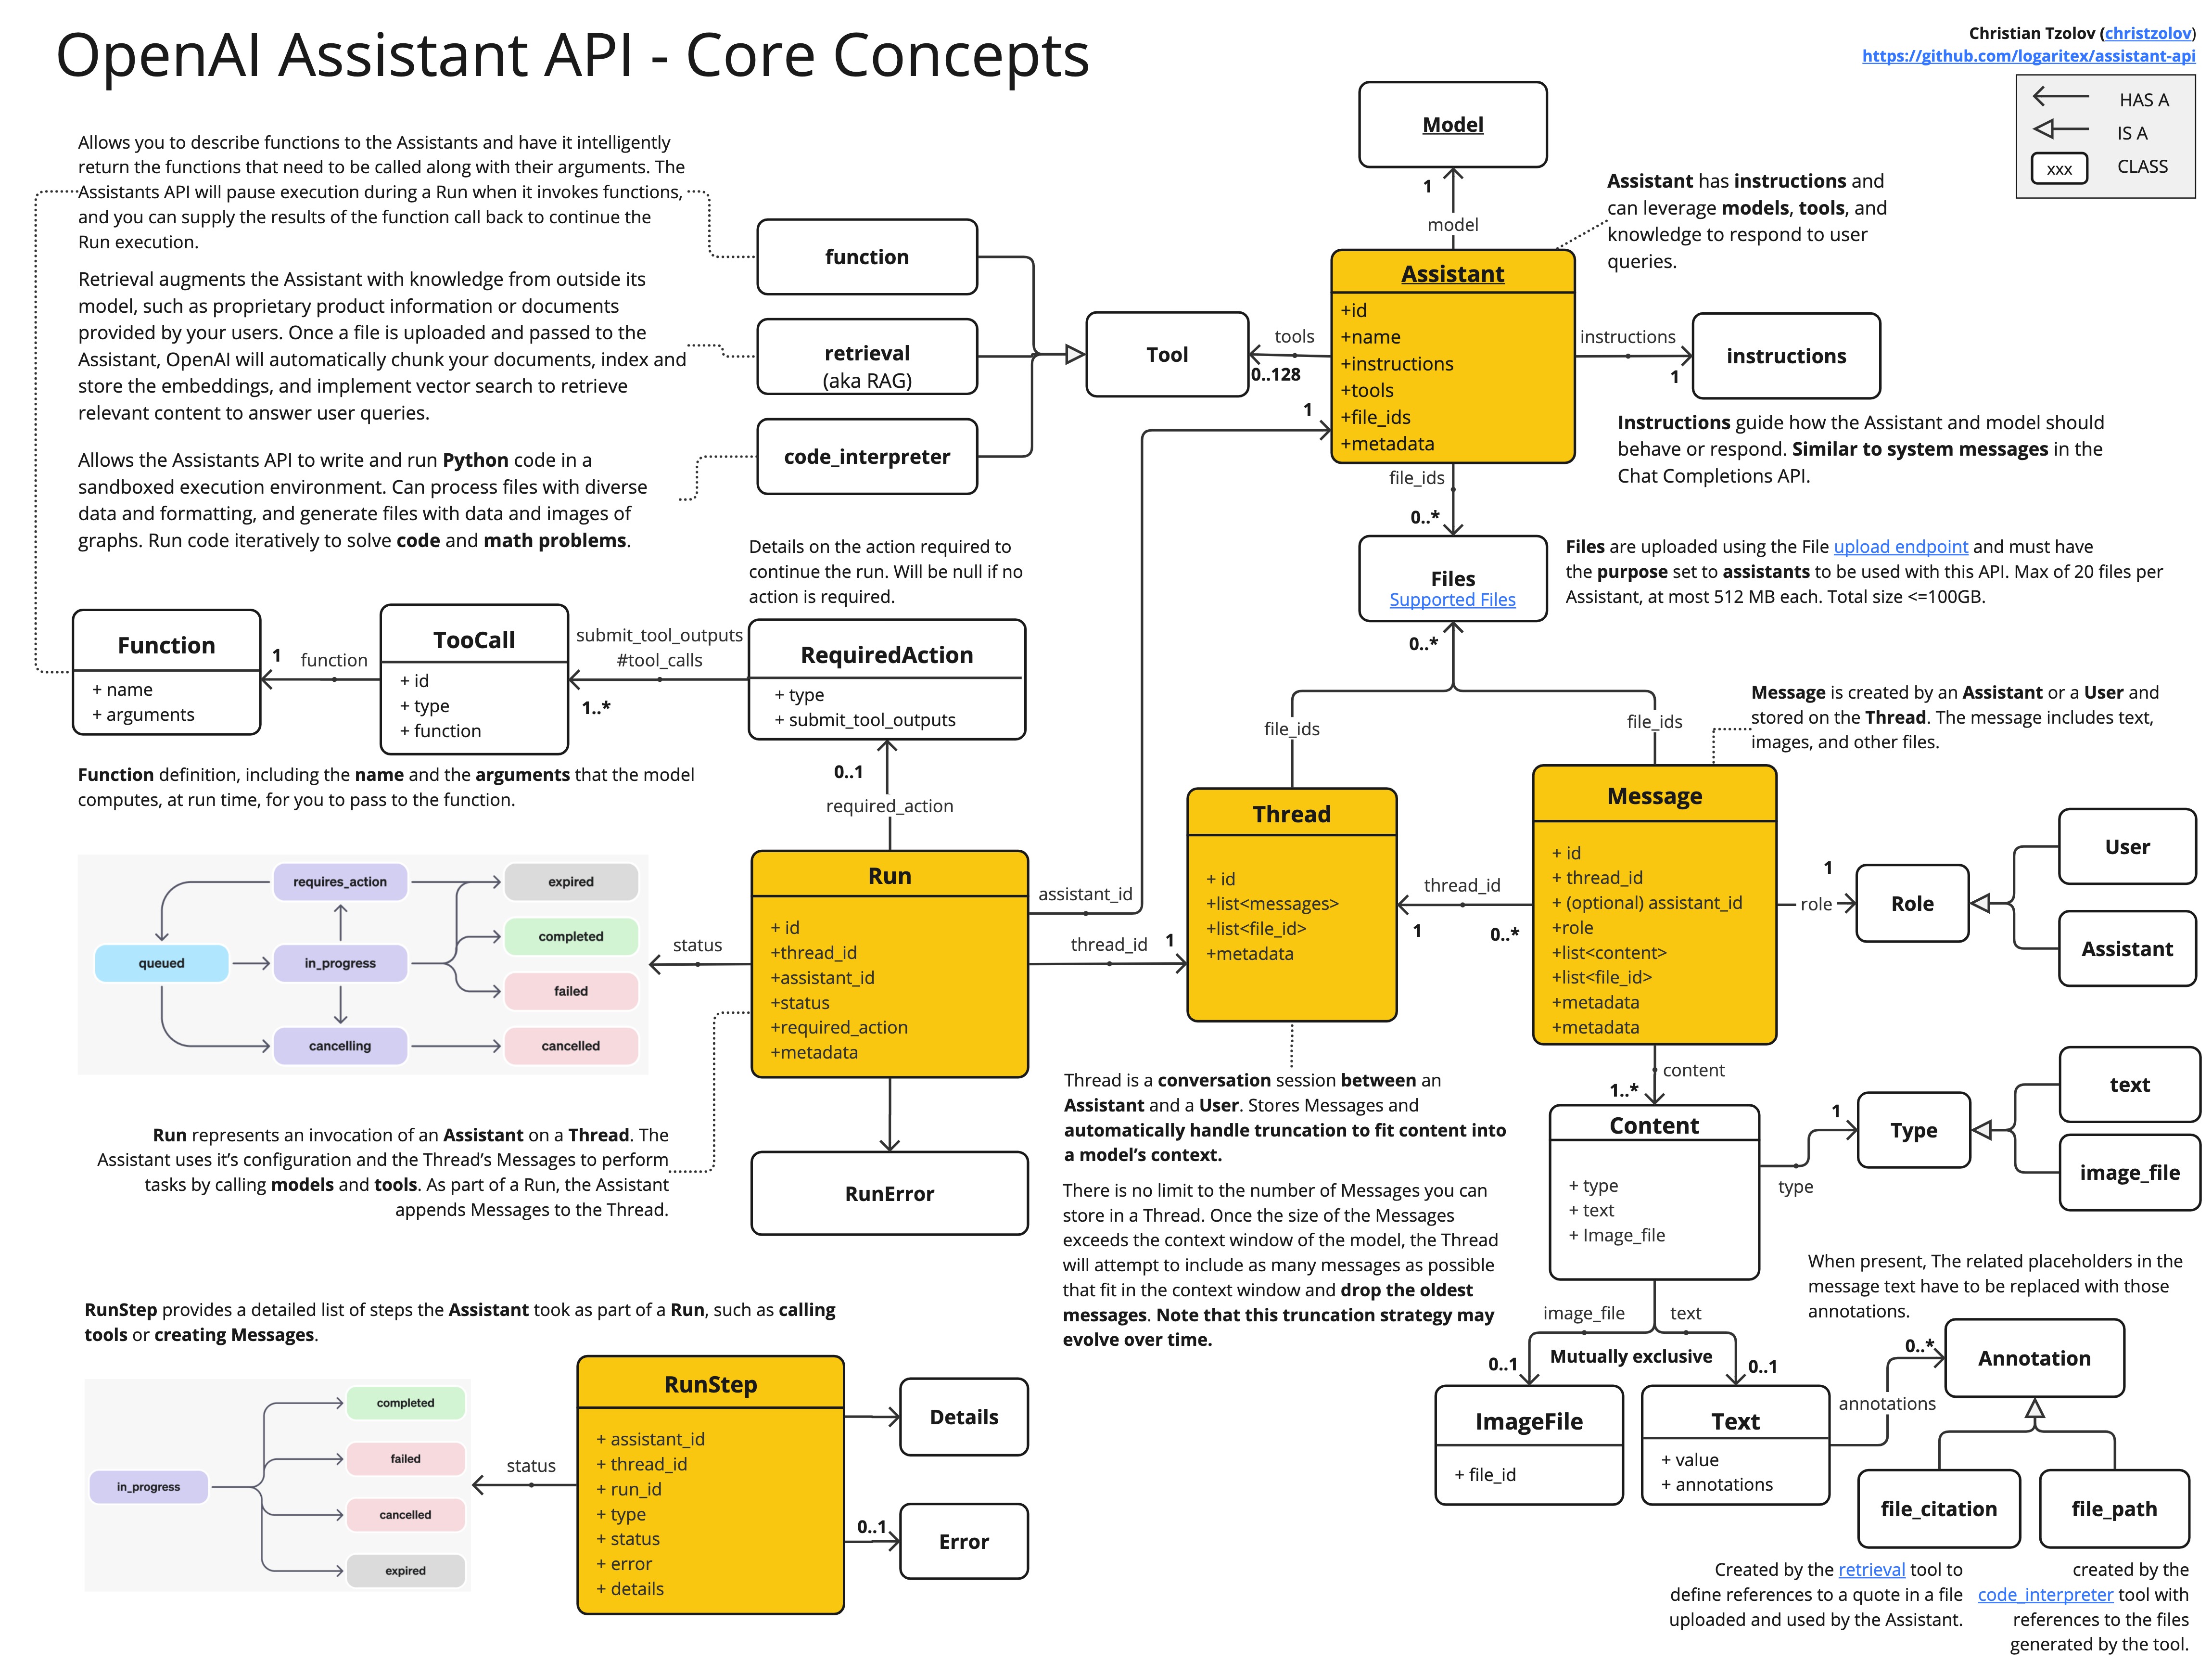 OpenAI Assistant API - Core Concepts
Christian Tzolov (christzolov)
https://github.com/logaritex/assistant-api
HAS A
IS A
xxx
CLASS
Allows you to describe functions to the Assistants and have it intelligently
return the functions that need to be called along with their arguments. The
Assistants API will pause execution during a Run when it invokes functions,
and you can supply the results of the function call back to continue the
Run execution.
Retrieval augments the Assistant with knowledge from outside its
model, such as proprietary product information or documents
provided by your users. Once a file is uploaded and passed to the
Assistant, OpenAI will automatically chunk your documents, index and
store the embeddings, and implement vector search to retrieve
relevant content to answer user queries.
Allows the Assistants API to write and run Python code in a
sandboxed execution environment. Can process files with diverse
data and formatting, and generate files with data and images of
graphs. Run code iteratively to solve code and math problems.
function
retrieval
(aka RAG)
code_interpreter
Tool
tools
0..128
1
Model
1
model
Assistant
+id
+name
+instructions
+tools
+file_ids
+metadata
Assistant has instructions and
can leverage models, tools, and
knowledge to respond to user
queries.
instructions
1
instructions
Instructions guide how the Assistant and model should
behave or respond. Similar to system messages in the
Chat Completions API.
file_ids
0..*
Files
Supported Files
0..*
Files are uploaded using the File upload endpoint and must have
the purpose set to assistants to be used with this API. Max of 20 files per
Assistant, at most 512 MB each. Total size <=100GB.
Details on the action required to
continue the run. Will be null if no
action is required.
Function
+ name
+ arguments
1
function
TooCall
+ id
+ type
+ function
submit_tool_outputs
#tool_calls
1..*
RequiredAction
+ type
+ submit_tool_outputs
0..1
required_action
Function definition, including the name and the arguments that the model
computes, at run time, for you to pass to the function.
file_ids
file_ids
Message is created by an Assistant or a User and
stored on the Thread. The message includes text,
images, and other files.
requires_action
expired
completed
queued
in_progress
failed
cancelling
cancelled
status
Run
+ id
+thread_id
+assistant_id
+status
+required_action
+metadata
assistant_id
thread_id
1
Thread
+ id
+list<messages>
+list<file_id>
+metadata
thread_id
1
0..*
Message
+ id
+ thread_id
+ (optional) assistant_id
+role
+list<content>
+list<file_id>
+metadata
+metadata
1
role
Role
User
Assistant
Run represents an invocation of an Assistant on a Thread. The
Assistant uses it's configuration and the Thread's Messages to perform
tasks by calling models and tools. As part of a Run, the Assistant
appends Messages to the Thread.
RunError
Thread is a conversation session between an
Assistant and a User. Stores Messages and
automatically handle truncation to fit content into
a model's context.
There is no limit to the number of Messages you can
store in a Thread. Once the size of the Messages
exceeds the context window of the model, the Thread
will attempt to include as many messages as possible
that fit in the context window and drop the oldest
messages. Note that this truncation strategy may
evolve over time.
content
1..*
Content
+ type
+ text
+ Image_file
1
type
Type
text
image_file
When present, The related placeholders in the
message text have to be replaced with those
annotations.
image_file
text
Mutually exclusive
0..1
0..1
ImageFile
+ file_id
Text
+ value
+ annotations
annotations
0..*
Annotation
file_citation
file_path
Created by the retrieval tool to
define references to a quote in a file
uploaded and used by the Assistant.
created by the
code_interpreter tool with
references to the files
generated by the tool.
RunStep provides a detailed list of steps the Assistant took as part of a Run, such as calling
tools or creating Messages.
completed
failed
in_progress
cancelled
expired
status
RunStep
+ assistant_id
+ thread_id
+ run_id
+ type
+ status
+ error
+ details
Details
0..1
Error